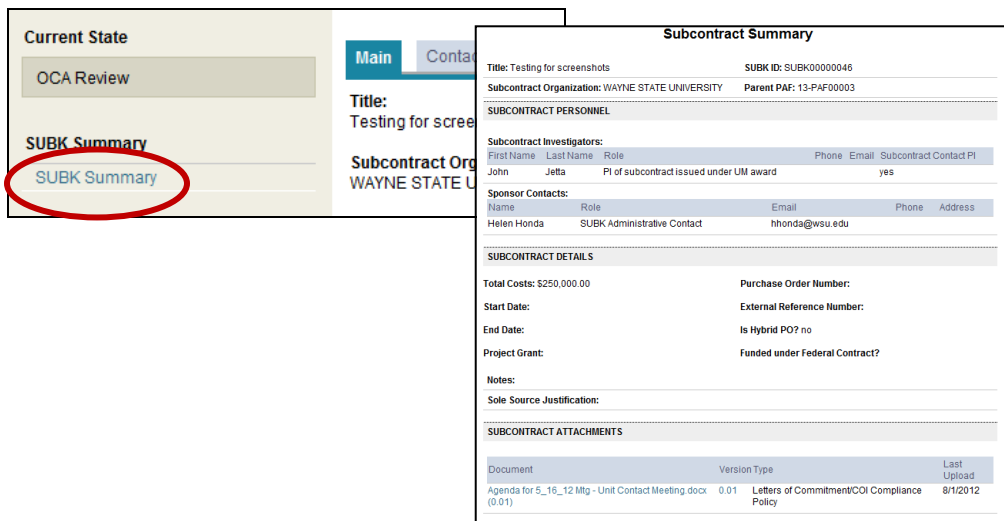 Current State
OCA Review
SUBK Summary
SUBK Summary
Main Contac
Title:
Testing for scree
Subcontract Org
WAYNE STATE U
Subcontract Summary
Title: Testing for screenshots SUBK ID: SUBK00000046
Subcontract Organization: WAYNE STATE UNIVERSITY Parent PAF: 13-PAF00003
SUBCONTRACT PERSONNEL
Subcontract Investigators:
First Name Last Name Role Phone Email Subcontract Contact PI
John Jetta PI of subcontract issued under UM award yes
Sponsor Contacts:
Name Role Email Phone Address
Helen Honda SUBK Administrative Contact hhonda@wsu.edu
SUBCONTRACT DETAILS
Total Costs: $250,000.00 Purchase Order Number:
Start Date: External Reference Number:
End Date: Is Hybrid PO? no
Project Grant: Funded under Federal Contract?
Notes:
Sole Source Justification:
SUBCONTRACT ATTACHMENTS
Document Version Type Last Upload
Agenda for 5_16_12 Mtg - Unit Contact Meeting.docx 0.01 Letters of Commitment/COI Compliance 8/1/2012
(0.01) Policy